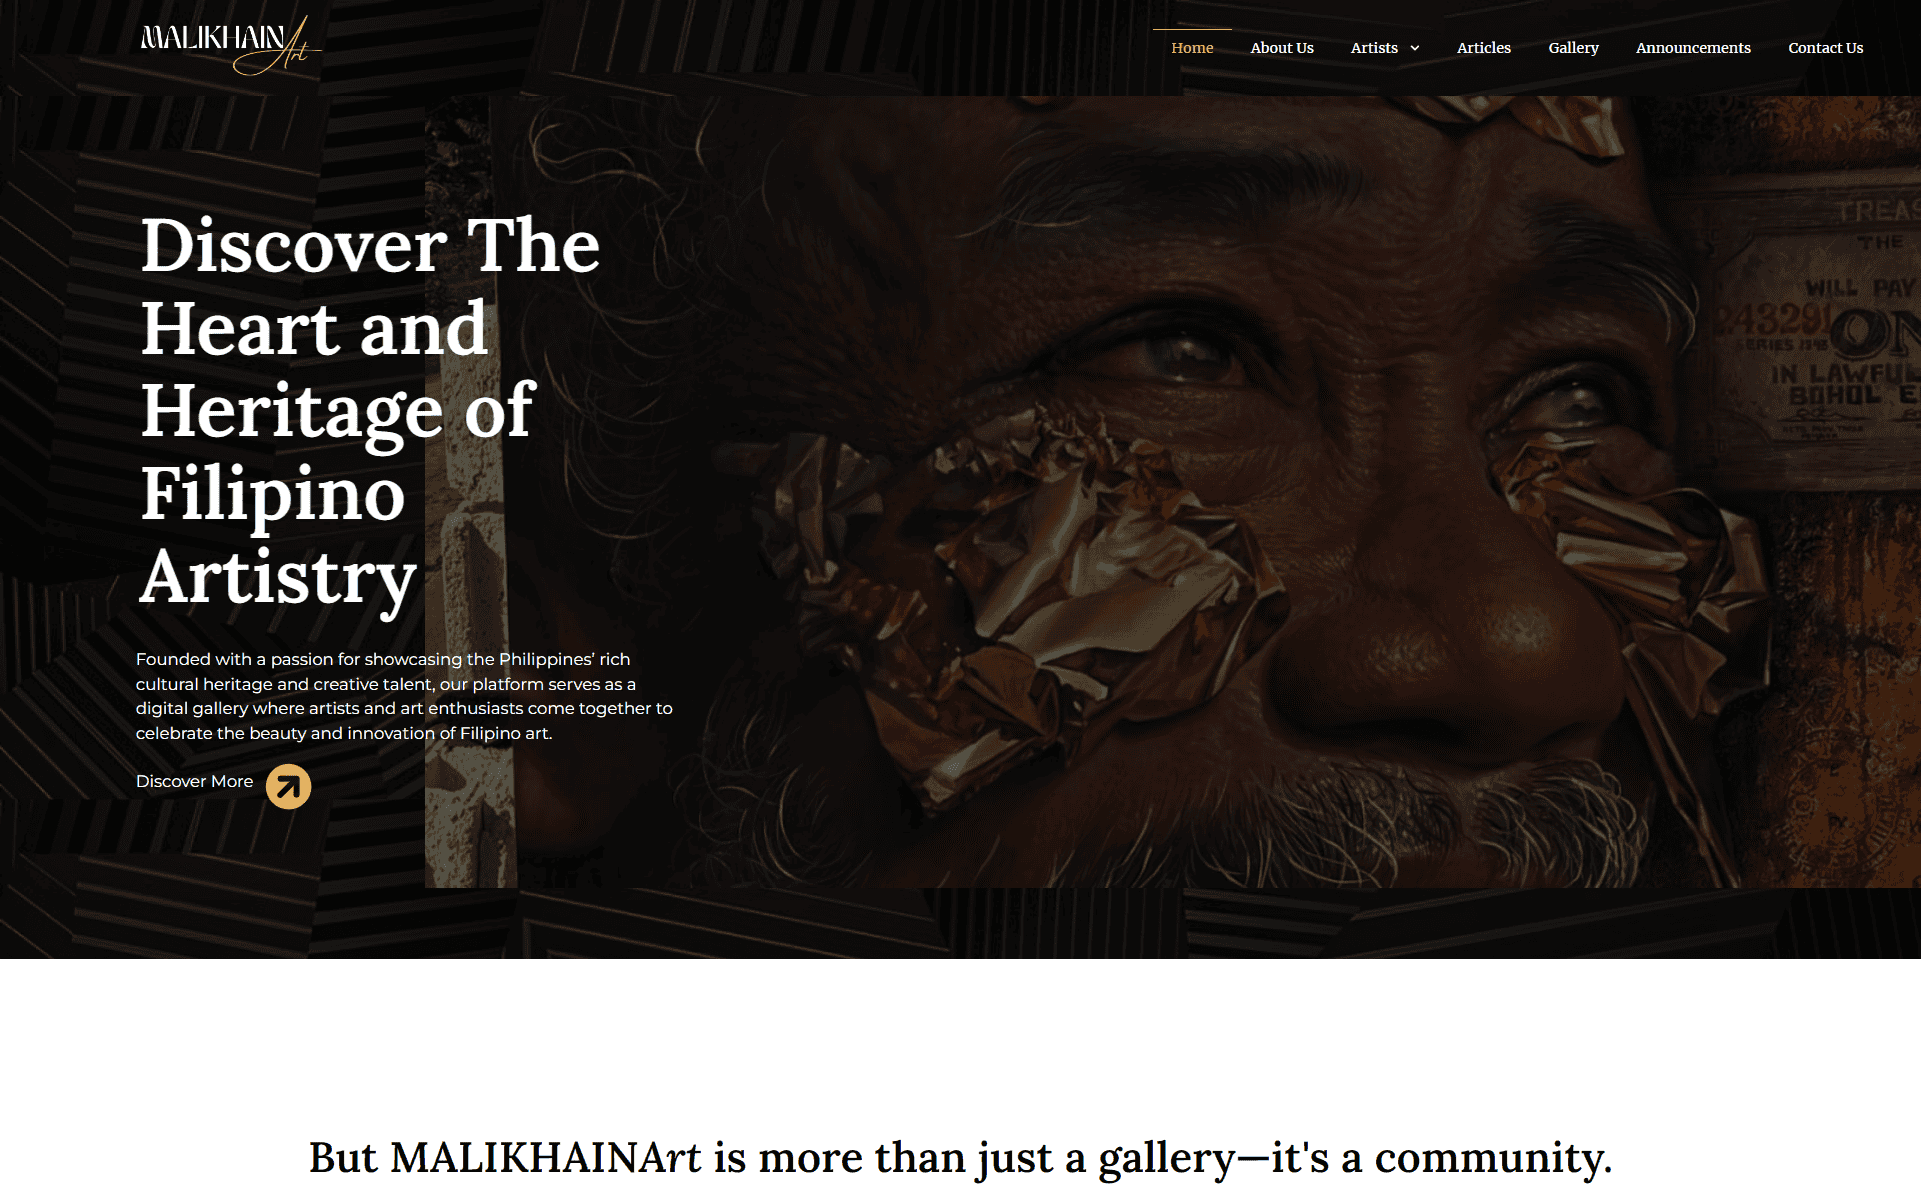 MALIKHAIN Art
Home About Us Artists Articles Gallery Announcements Contact Us
Discover The
Heart and
Heritage of
Filipino
Artistry
Founded with a passion for showcasing the Philippines’ rich
cultural heritage and creative talent, our platform serves as a
digital gallery where artists and art enthusiasts come together to
celebrate the beauty and innovation of Filipino art.
Discover More
TREAS
THE
WILL PAY
243291
ON
SERIES
IN LAWFUL
BOHOL E
But MALIKHAINArt is more than just a gallery—it's a community.